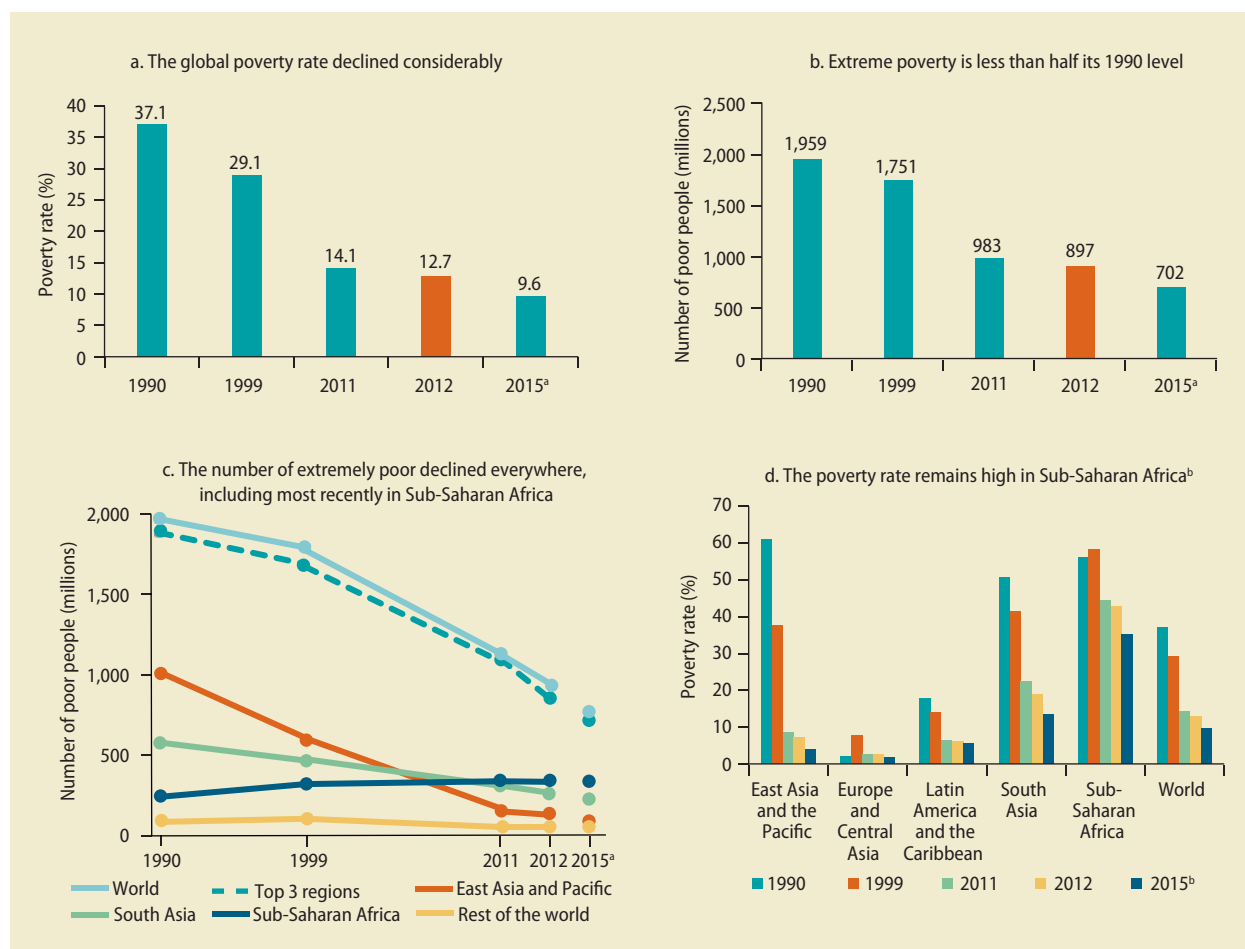 a. The global poverty rate declined considerably
Poverty rate (%)
40
35
30
25
20
15
10
5
0
37.1
29.1
14.1
12.7
9.6
1990
1999
2011
2012
2015ᵃ
b. Extreme poverty is less than half its 1990 level
Number of poor people (millions)
2,500
2,000
1,500
1,000
500
0
1,959
1,751
983
897
702
1990
1999
2011
2012
2015ᵃ
c. The number of extremely poor declined everywhere,
including most recently in Sub-Saharan Africa
Number of poor people (millions)
2,000
1,500
1,000
500
0
1990
1999
2011
2012
2015ᵃ
World
Top 3 regions
East Asia and Pacific
South Asia
Sub-Saharan Africa
Rest of the world
d. The poverty rate remains high in Sub-Saharan Africaᵇ
Poverty rate (%)
70
60
50
40
30
20
10
0
East Asia
and the
Pacific
Europe
and
Central
Asia
Latin
America
and the
Caribbean
South
Asia
Sub-
Saharan
Africa
World
1990
1999
2011
2012
2015ᵇ